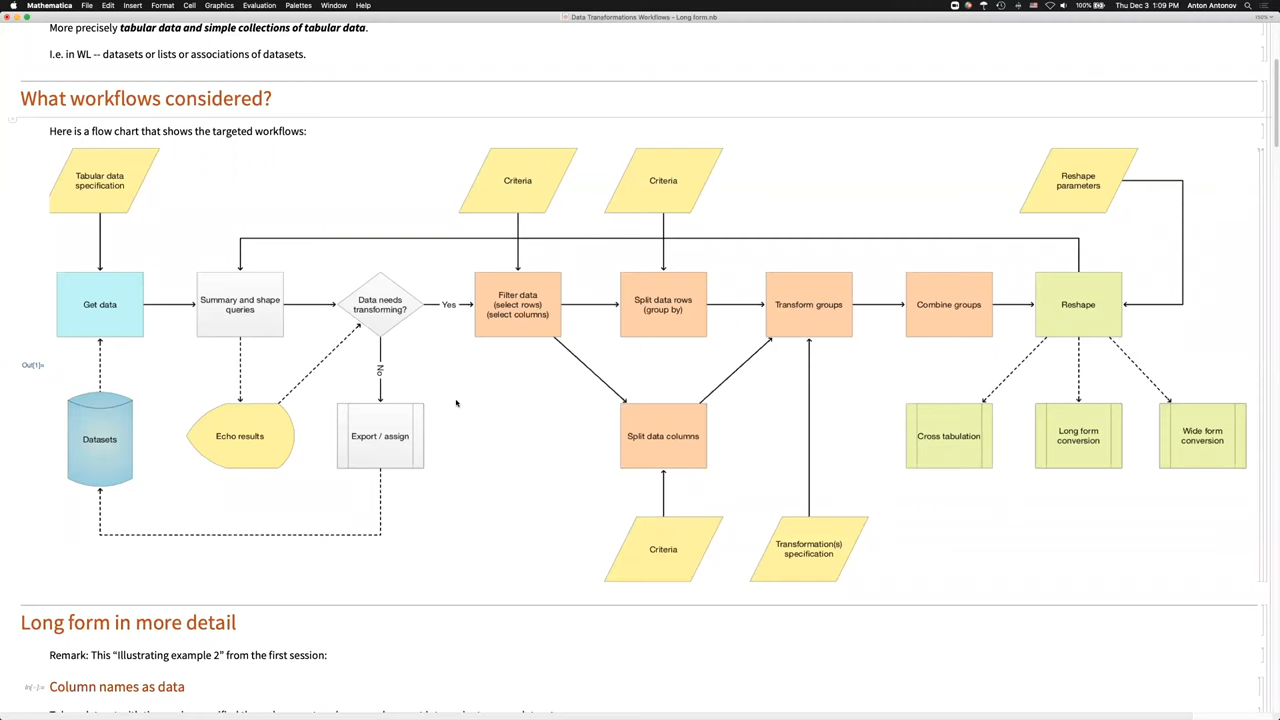 Mathematica File Edit Insert Format Cell Graphics Evaluation Palettes Window Help
100% Thu Dec 3 1:09 PM Anton Antonov
Data Transformations Workflows - Long form.nb
150%
More precisely tabular data and simple collections of tabular data.
I.e. in WL -- datasets or lists or associations of datasets.
What workflows considered?
Here is a flow chart that shows the targeted workflows:
Tabular data
specification
Criteria
Criteria
Reshape
parameters
Get data
Summary and shape
queries
Data needs
transforming?
Yes
Filter data
(select rows)
(select columns)
Split data rows
(group by)
Transform groups
Combine groups
Reshape
No
Out[1]=
Datasets
Echo results
Export / assign
Split data columns
Cross tabulation
Long form
conversion
Wide form
conversion
Criteria
Transformation(s)
specification
Long form in more detail
Remark: This “Illustrating example 2” from the first session:
In[-]:=
Column names as data